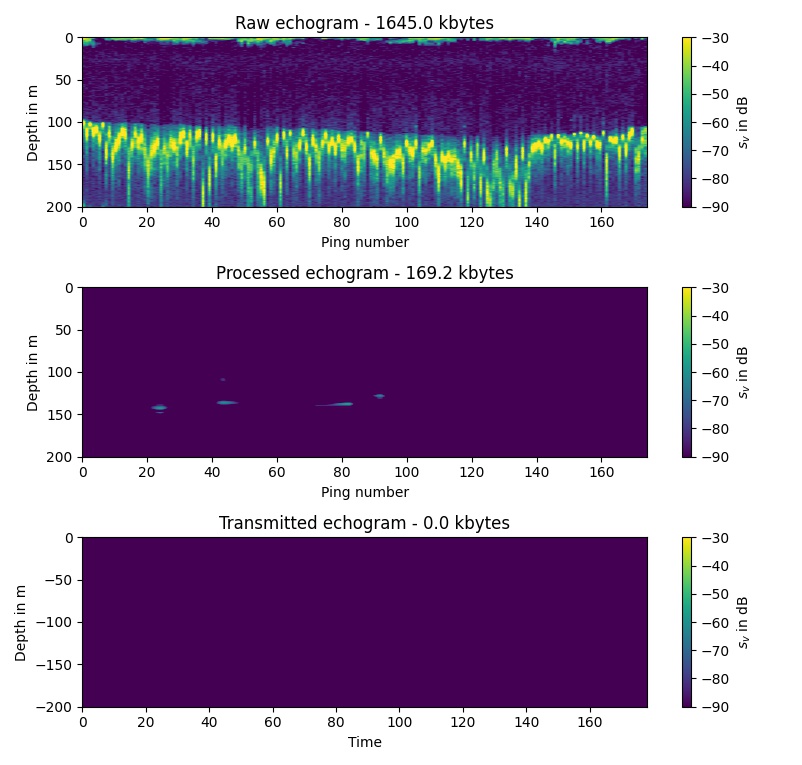 Raw echogram - 1645.0 kbytes
0
50
100
150
200
Depth in m
0 20 40 60 80 100 120 140 160
Ping number
−30
−40
−50
−60
−70
−80
−90
sᵥ in dB
Processed echogram - 169.2 kbytes
0
50
100
150
200
Depth in m
0 20 40 60 80 100 120 140 160
Ping number
−30
−40
−50
−60
−70
−80
−90
sᵥ in dB
Transmitted echogram - 0.0 kbytes
0
−50
−100
−150
−200
Depth in m
0 20 40 60 80 100 120 140 160
Time
−30
−40
−50
−60
−70
−80
−90
sᵥ in dB